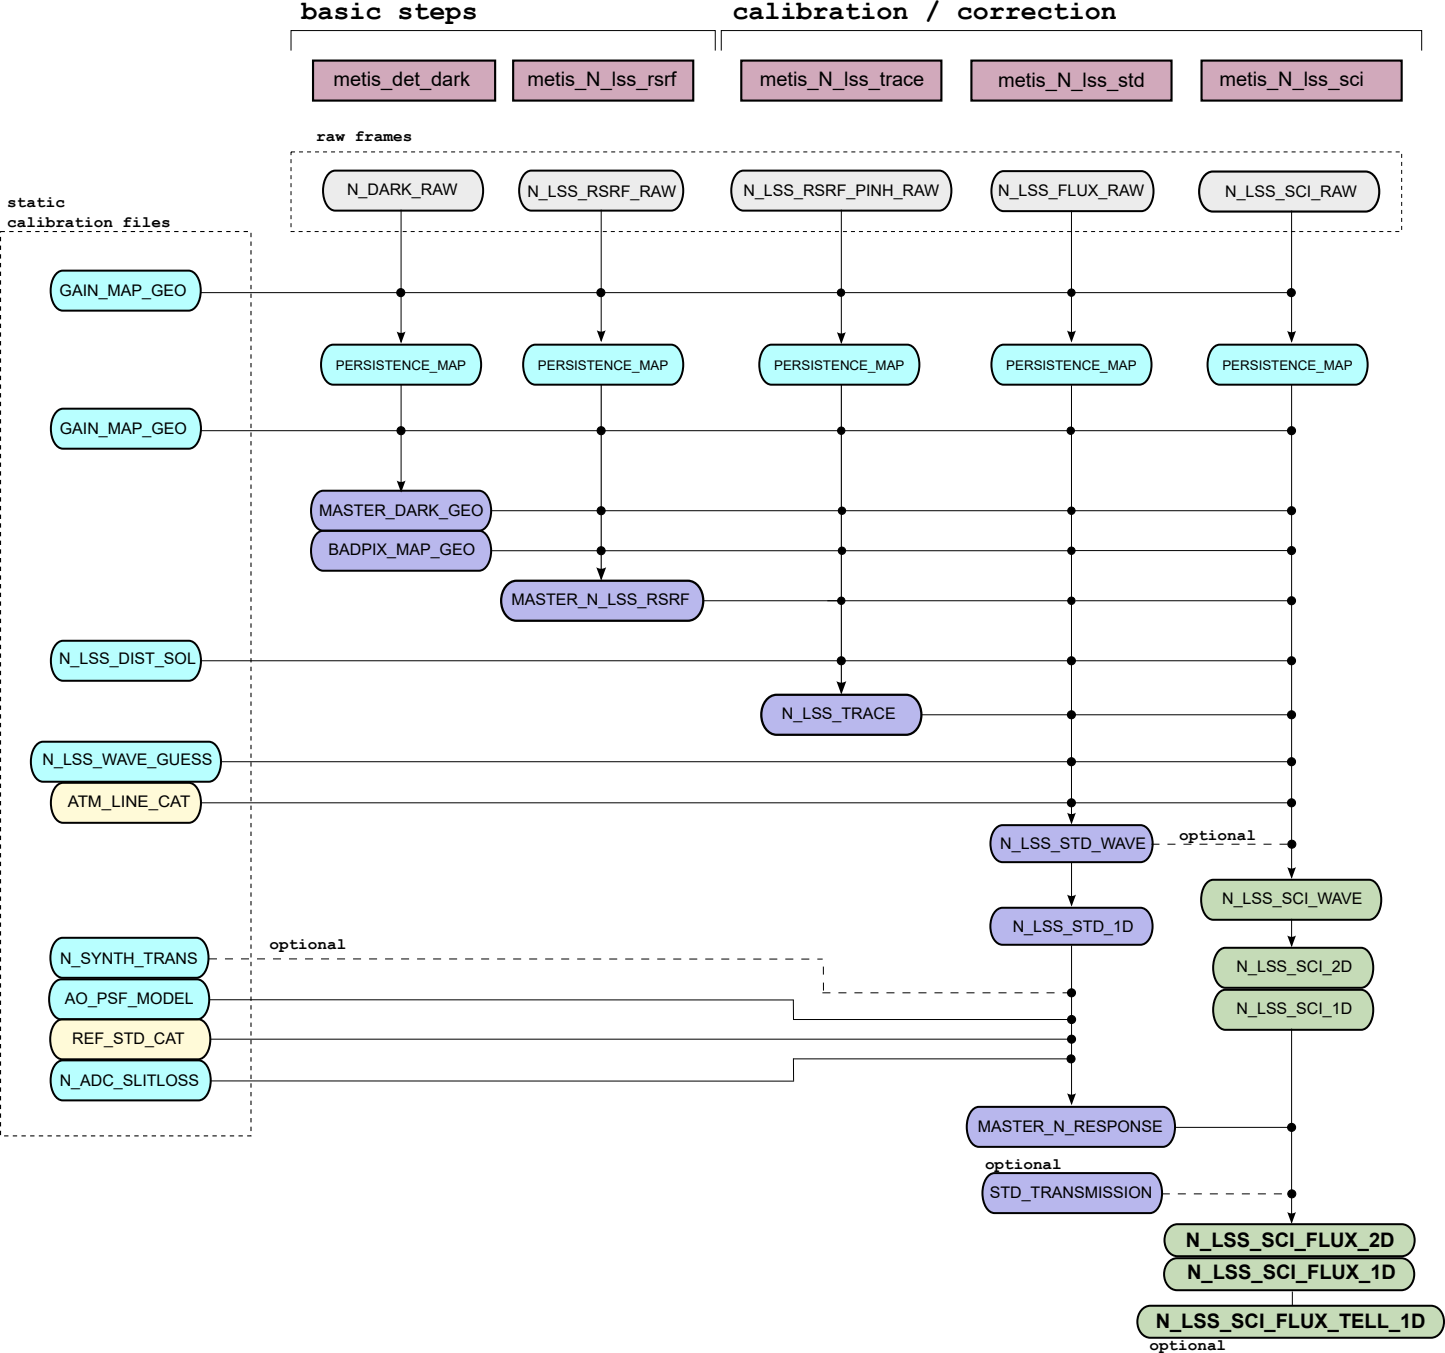 basic steps
calibration / correction
metis_det_dark
metis_N_lss_rsrf
metis_N_lss_trace
metis_N_lss_std
metis_N_lss_sci
raw frames
N_DARK_RAW
N_LSS_RSRF_RAW
N_LSS_RSRF_PINH_RAW
N_LSS_FLUX_RAW
N_LSS_SCI_RAW
static
calibration files
GAIN_MAP_GEO
PERSISTENCE_MAP
PERSISTENCE_MAP
PERSISTENCE_MAP
PERSISTENCE_MAP
PERSISTENCE_MAP
GAIN_MAP_GEO
MASTER_DARK_GEO
BADPIX_MAP_GEO
MASTER_N_LSS_RSRF
N_LSS_DIST_SOL
N_LSS_TRACE
N_LSS_WAVE_GUESS
ATM_LINE_CAT
N_LSS_STD_WAVE
optional
N_LSS_SCI_WAVE
N_LSS_STD_1D
optional
N_SYNTH_TRANS
N_LSS_SCI_2D
AO_PSF_MODEL
N_LSS_SCI_1D
REF_STD_CAT
N_ADC_SLITLOSS
MASTER_N_RESPONSE
optional
STD_TRANSMISSION
N_LSS_SCI_FLUX_2D
N_LSS_SCI_FLUX_1D
N_LSS_SCI_FLUX_TELL_1D
optional